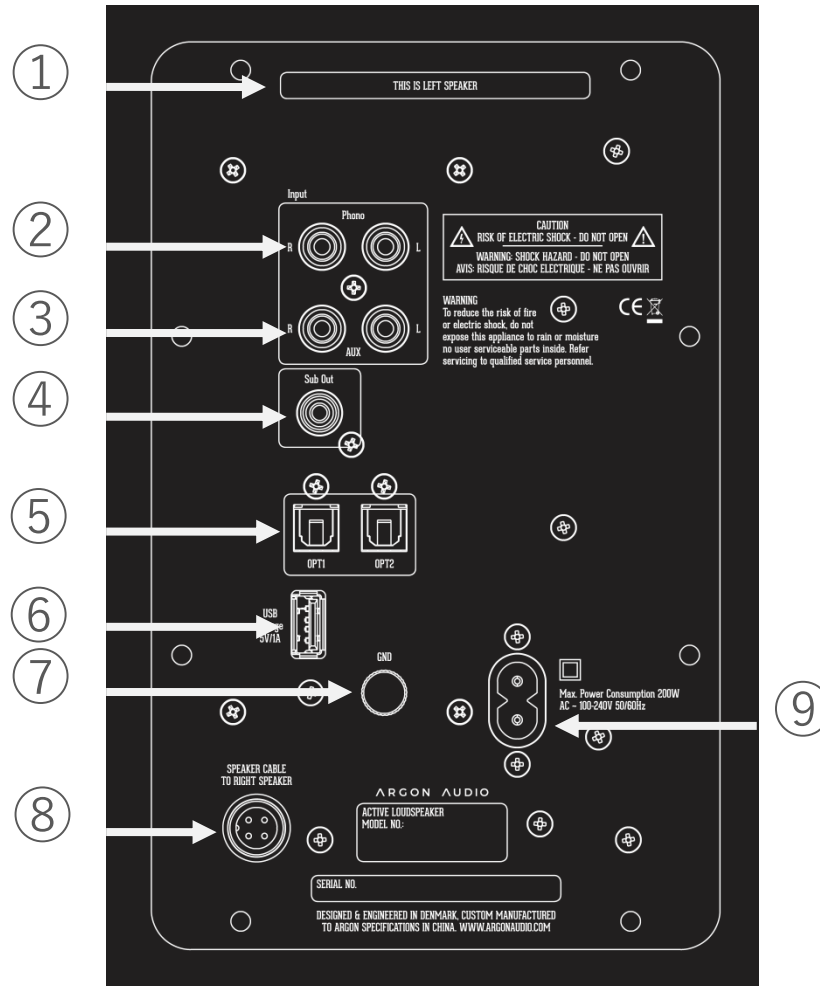 ①
THIS IS LEFT SPEAKER
Input
②
Phono
R
L
③
R
L
AUX
CAUTION
RISK OF ELECTRIC SHOCK - DO NOT OPEN
WARNING: SHOCK HAZARD - DO NOT OPEN
AVIS: RISQUE DE CHOC ELECTRIQUE - NE PAS OUVRIR
WARNING
To reduce the risk of fire
or electric shock, do not
expose this appliance to rain or moisture
no user serviceable parts inside. Refer
servicing to qualified service personnel.
CE
④
Sub Out
⑤
OPT1
OPT2
⑥
USB
5V/1A
⑦
GND
Max. Power Consumption 200W
AC ~ 100-240V 50/60Hz
⑨
⑧
SPEAKER CABLE
TO RIGHT SPEAKER
ARGON AUDIO
ACTIVE LOUDSPEAKER
MODEL NO.:
SERIAL NO.
DESIGNED & ENGINEERED IN DENMARK, CUSTOM MANUFACTURED
TO ARGON SPECIFICATIONS IN CHINA. WWW.ARGONAUDIO.COM